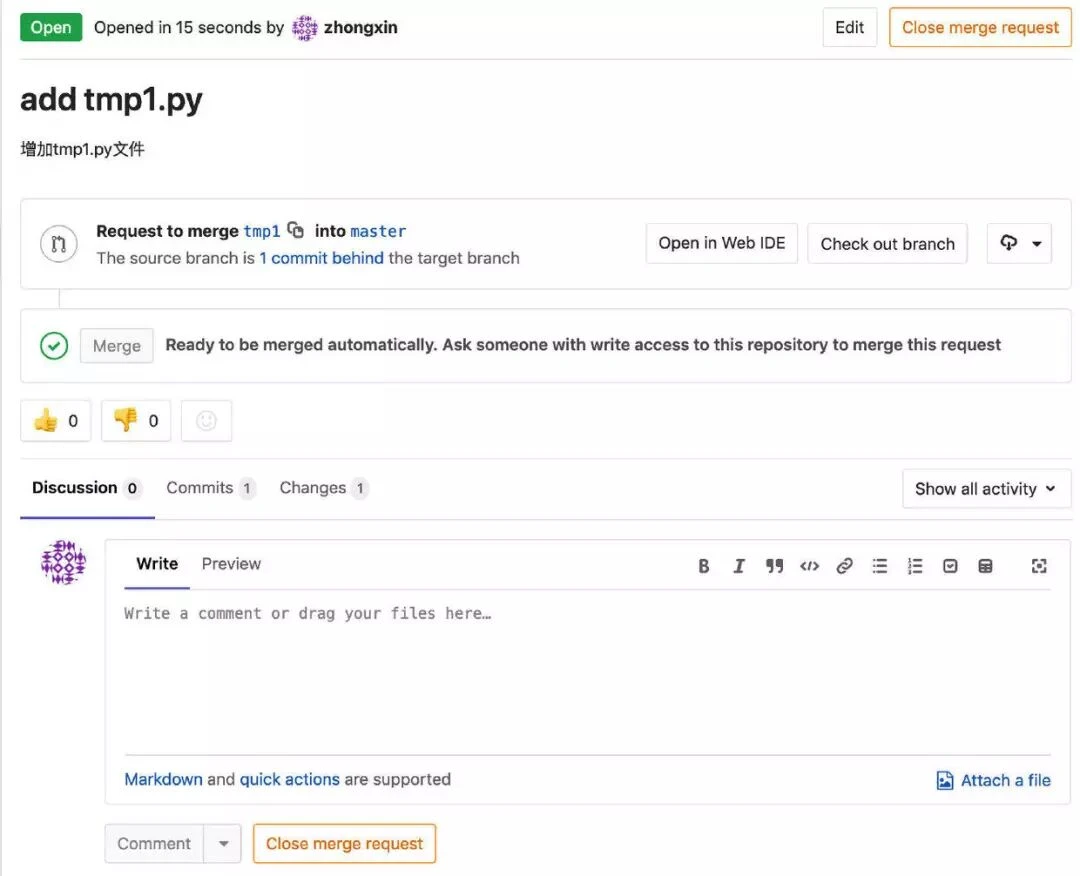 Open Opened in 15 seconds by zhongxin Edit Close merge request
add tmp1.py
增加tmp1.py文件
Request to merge tmp1 into master
The source branch is 1 commit behind the target branch
Open in Web IDE Check out branch
Merge Ready to be merged automatically. Ask someone with write access to this repository to merge this request
0 0
Discussion 0 Commits 1 Changes 1 Show all activity
Write Preview
Write a comment or drag your files here…
Markdown and quick actions are supported Attach a file
Comment Close merge request